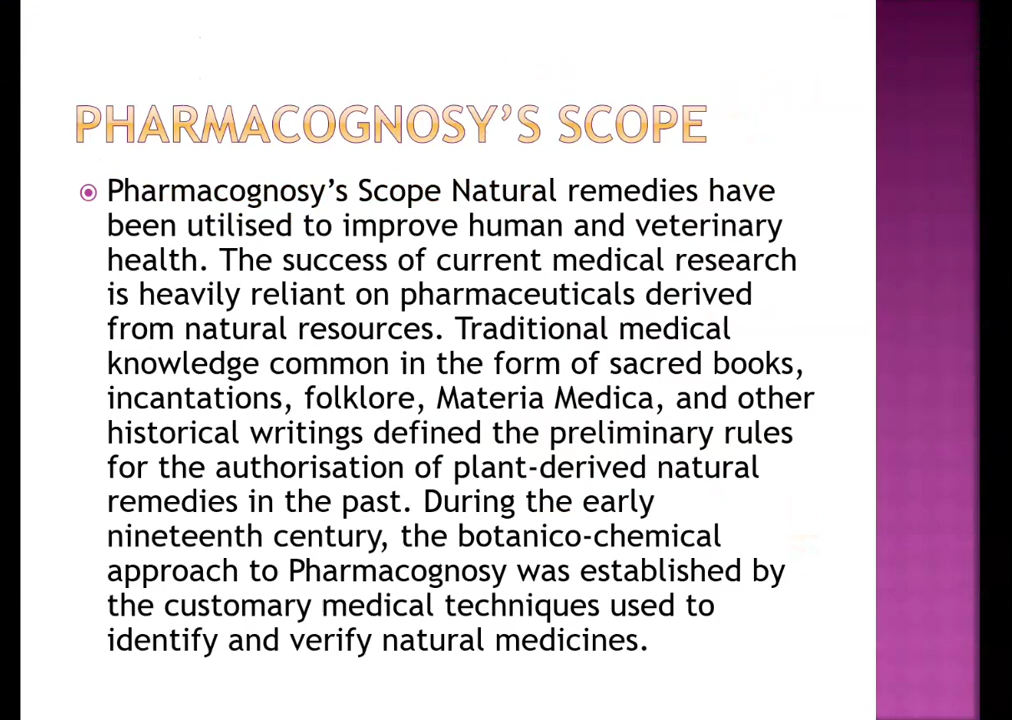 PHARMACOGNOSY’S SCOPE
Pharmacognosy’s Scope Natural remedies have
been utilised to improve human and veterinary
health. The success of current medical research
is heavily reliant on pharmaceuticals derived
from natural resources. Traditional medical
knowledge common in the form of sacred books,
incantations, folklore, Materia Medica, and other
historical writings defined the preliminary rules
for the authorisation of plant-derived natural
remedies in the past. During the early
nineteenth century, the botanico-chemical
approach to Pharmacognosy was established by
the customary medical techniques used to
identify and verify natural medicines.